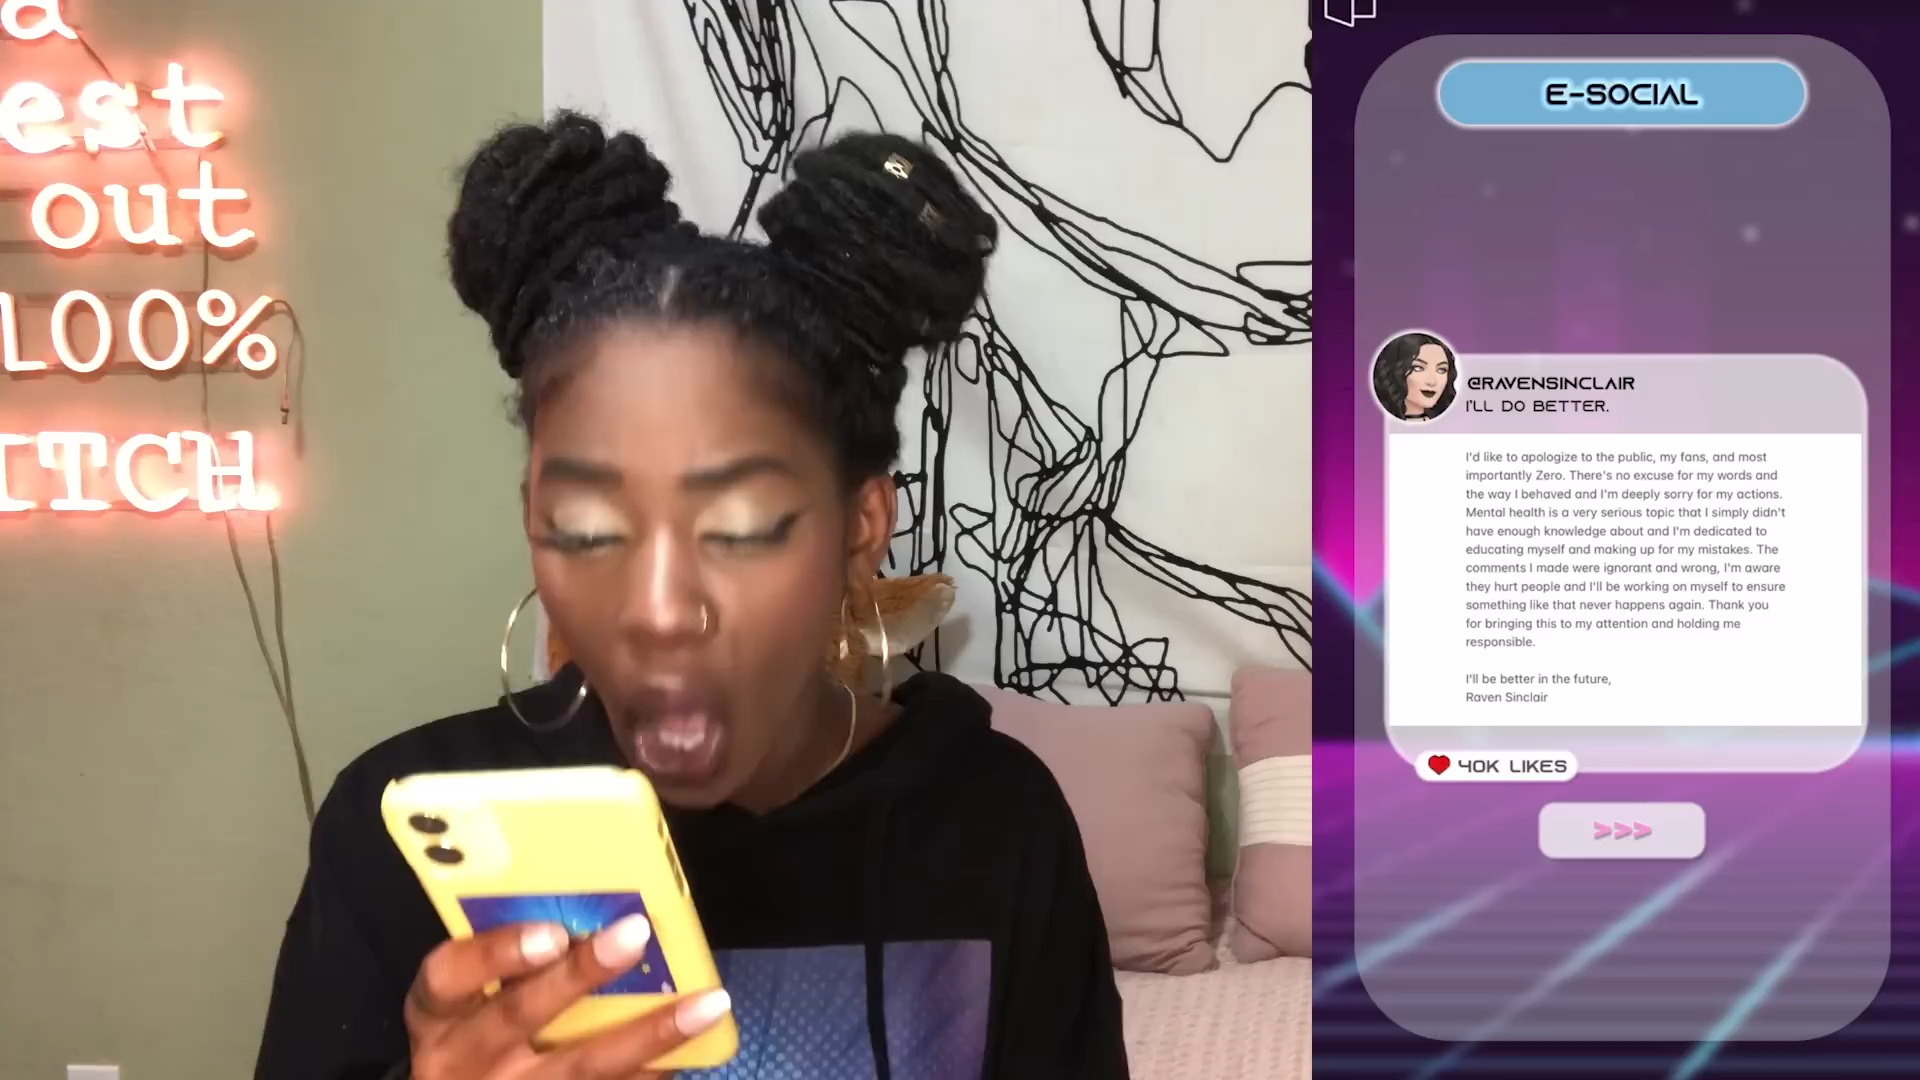 a
est
out
100%
ITCH
E-SOCIAL
@RAVENSINCLAIR
I'LL DO BETTER.
I'd like to apologize to the public, my fans, and most
importantly Zero. There's no excuse for my words and
the way I behaved and I'm deeply sorry for my actions.
Mental health is a very serious topic that I simply didn't
have enough knowledge about and I'm dedicated to
educating myself and making up for my mistakes. The
comments I made were ignorant and wrong, I'm aware
they hurt people and I'll be working on myself to ensure
something like that never happens again. Thank you
for bringing this to my attention and holding me
responsible.
I'll be better in the future,
Raven Sinclair
40K LIKES
>>>